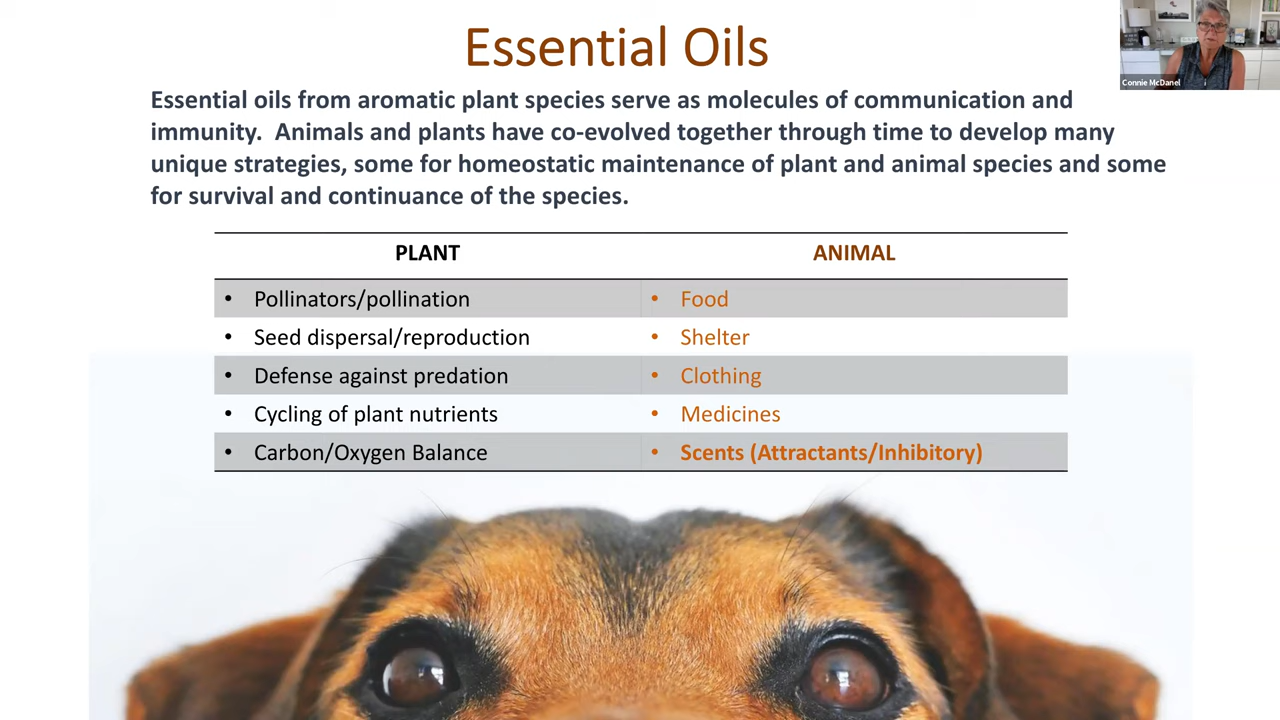 Essential Oils
Connie McDanel
Essential oils from aromatic plant species serve as molecules of communication and
immunity.  Animals and plants have co-evolved together through time to develop many
unique strategies, some for homeostatic maintenance of plant and animal species and some
for survival and continuance of the species.
PLANT ANIMAL
• Pollinators/pollination • Food
• Seed dispersal/reproduction • Shelter
• Defense against predation • Clothing
• Cycling of plant nutrients • Medicines
• Carbon/Oxygen Balance • Scents (Attractants/Inhibitory)